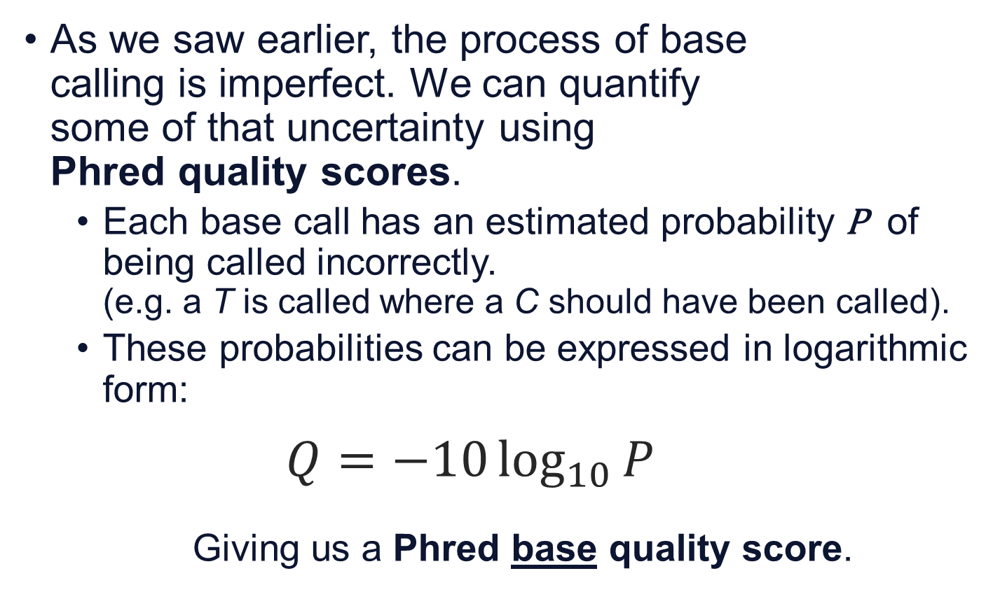 • As we saw earlier, the process of base
calling is imperfect. We can quantify
some of that uncertainty using
Phred quality scores.
• Each base call has an estimated probability P of
being called incorrectly.
(e.g. a T is called where a C should have been called).
• These probabilities can be expressed in logarithmic
form:
Q = −10 log₁₀ P
Giving us a Phred base quality score.